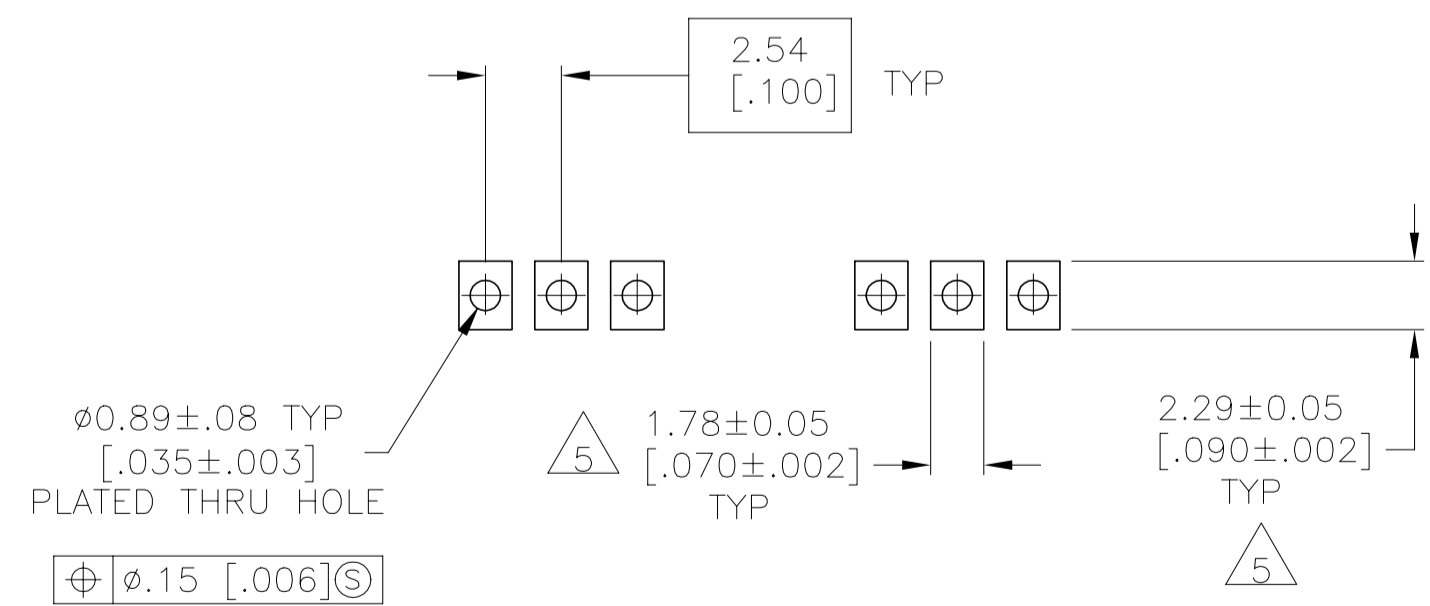 2.54
[.100]
TYP
ø0.89±.08 TYP
[.035±.003]
PLATED THRU HOLE
⌖ ø.15 [.006]Ⓢ
5
1.78±0.05
[.070±.002]
TYP
2.29±0.05
[.090±.002]
TYP
5